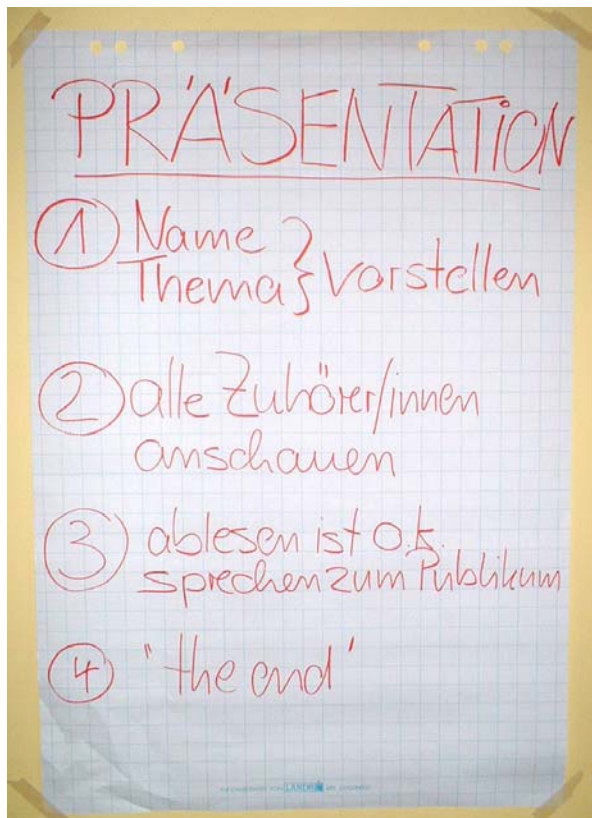 PRÄSENTATION
1 Name
Thema } Vorstellen
2 alle Zuhörer/innen
anschauen
3 ablesen ist o.k.
sprechen zum Publikum
4 "the end"
LANDRÉ